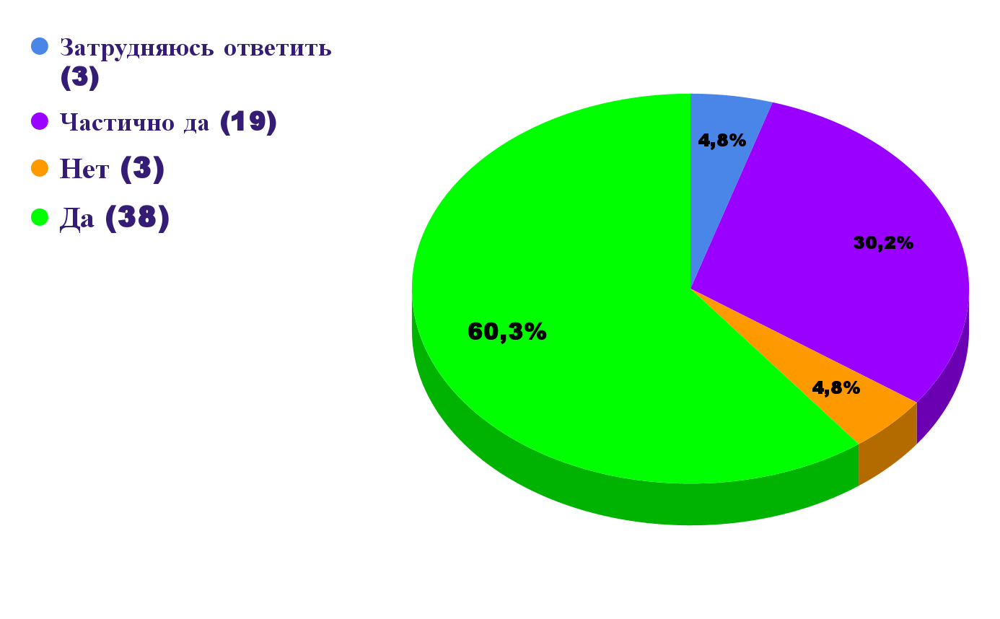 Затрудняюсь ответить
(3)
Частично да (19)
Нет (3)
Да (38)
4,8%
30,2%
60,3%
4,8%